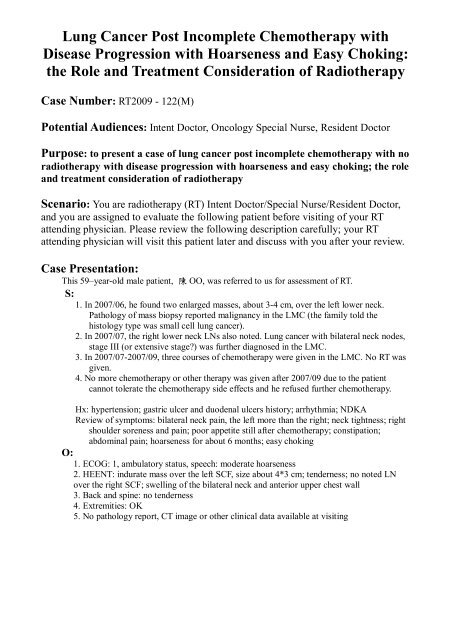 Lung Cancer Post Incomplete Chemotherapy with
Disease Progression with Hoarseness and Easy Choking:
the Role and Treatment Consideration of Radiotherapy
Case Number: RT2009 - 122(M)
Potential Audiences: Intent Doctor, Oncology Special Nurse, Resident Doctor
Purpose: to present a case of lung cancer post incomplete chemotherapy with no
radiotherapy with disease progression with hoarseness and easy choking; the role
and treatment consideration of radiotherapy
Scenario: You are radiotherapy (RT) Intent Doctor/Special Nurse/Resident Doctor,
and you are assigned to evaluate the following patient before visiting of your RT
attending physician. Please review the following description carefully; your RT
attending physician will visit this patient later and discuss with you after your review.
Case Presentation:
This 59–year-old male patient, 陳 OO, was referred to us for assessment of RT.
S:
1. In 2007/06, he found two enlarged masses, about 3-4 cm, over the left lower neck.
Pathology of mass biopsy reported malignancy in the LMC (the family told the
histology type was small cell lung cancer).
2. In 2007/07, the right lower neck LNs also noted. Lung cancer with bilateral neck nodes,
stage III (or extensive stage?) was further diagnosed in the LMC.
3. In 2007/07-2007/09, three courses of chemotherapy were given in the LMC. No RT was
given.
4. No more chemotherapy or other therapy was given after 2007/09 due to the patient
cannot tolerate the chemotherapy side effects and he refused further chemotherapy.
Hx: hypertension; gastric ulcer and duodenal ulcers history; arrhythmia; NDKA
Review of symptoms: bilateral neck pain, the left more than the right; neck tightness; right
shoulder soreness and pain; poor appetite still after chemotherapy; constipation;
abdominal pain; hoarseness for about 6 months; easy choking
O:
1. ECOG: 1, ambulatory status, speech: moderate hoarseness
2. HEENT: indurate mass over the left SCF, size about 4*3 cm; tenderness; no noted LN
over the right SCF; swelling of the bilateral neck and anterior upper chest wall
3. Back and spine: no tenderness
4. Extremities: OK
5. No pathology report, CT image or other clinical data available at visiting